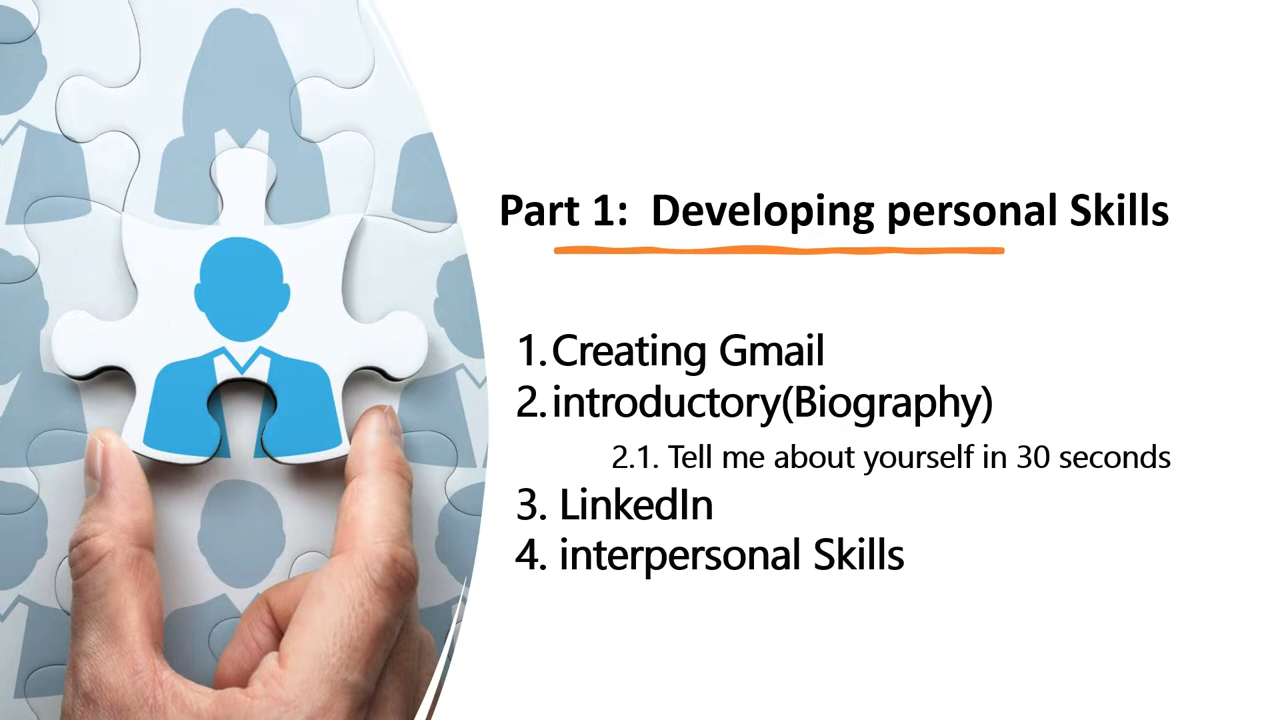 Part 1:  Developing personal Skills
1. Creating Gmail
2. introductory(Biography)
2.1. Tell me about yourself in 30 seconds
3. LinkedIn
4. interpersonal Skills